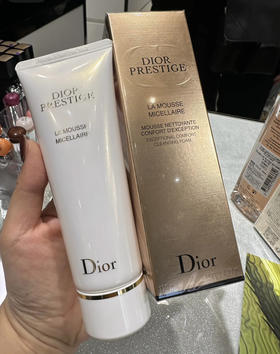 DIOR
PRESTIGE
LA MOUSSE
MICELLAIRE
Dior
DIOR
PRESTIGE
LA MOUSSE
MICELLAIRE
MOUSSE NETTOYANTE
CONFORT D'EXCEPTION
EXCEPTIONAL COMFORT
CLEANSING FOAM
Dior